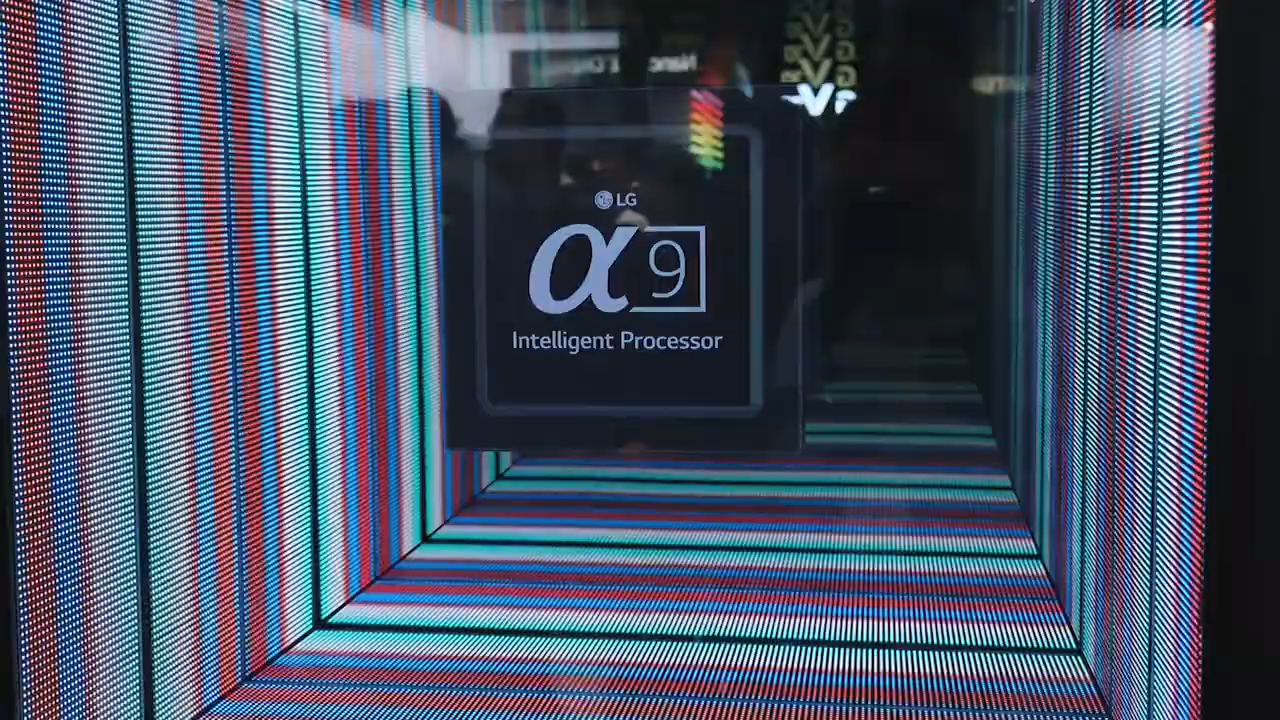 LG
α9
Intelligent Processor